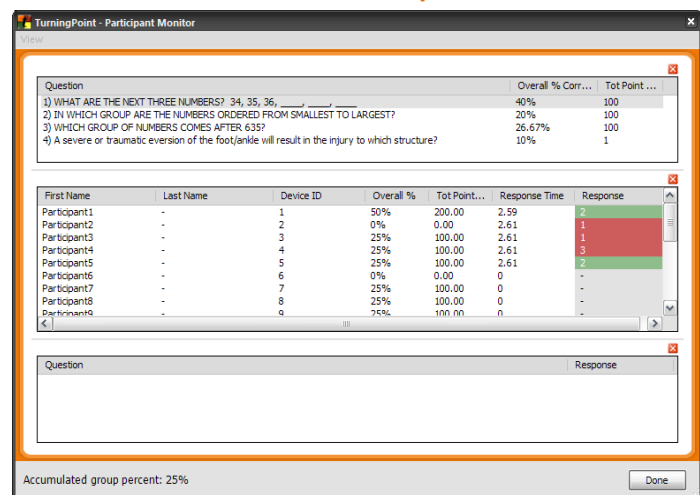 TurningPoint - Participant Monitor
View
Question Overall % Corr... Tot Point ...
1) WHAT ARE THE NEXT THREE NUMBERS? 34, 35, 36, ____, ____, ____ 40% 100
2) IN WHICH GROUP ARE THE NUMBERS ORDERED FROM SMALLEST TO LARGEST? 20% 100
3) WHICH GROUP OF NUMBERS COMES AFTER 635? 26.67% 100
4) A severe or traumatic eversion of the foot/ankle will result in the injury to which structure? 10% 1
First Name Last Name Device ID Overall % Tot Point... Response Time Response
Participant1 - 1 50% 200.00 2.59 2
Participant2 - 2 0% 0.00 2.61 1
Participant3 - 3 25% 100.00 2.61 1
Participant4 - 4 25% 100.00 2.61 3
Participant5 - 5 25% 100.00 2.61 2
Participant6 - 6 0% 0.00 0 -
Participant7 - 7 25% 100.00 0 -
Participant8 - 8 25% 100.00 0 -
Participant9 - 9 25% 100.00 0 -
Question Response
Accumulated group percent: 25% Done